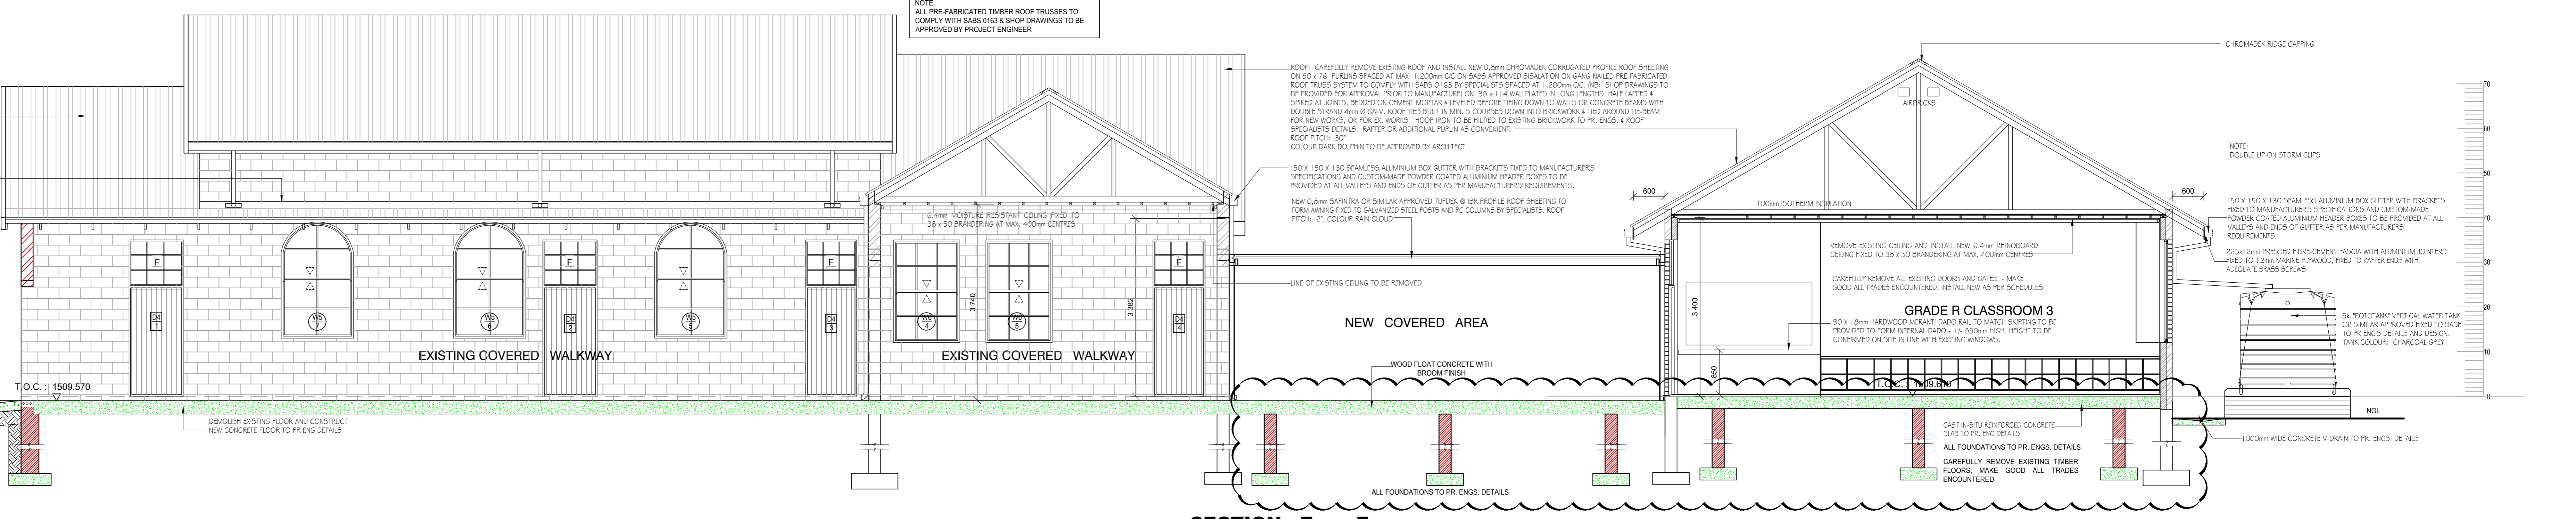 NOTE:
ALL PRE-FABRICATED TIMBER ROOF TRUSSES TO
COMPLY WITH SABS 0163 & SHOP DRAWINGS TO BE
APPROVED BY PROJECT ENGINEER
CHROMADEK RIDGE CAPPING
ROOF: CAREFULLY REMOVE EXISTING ROOF AND INSTALL NEW 0,8mm CHROMADEK CORRUGATED PROFILE ROOF SHEETING
ON 50 x 76 PURLINS SPACED AT MAX. 1,200mm C/C ON SABS APPROVED SISALATION ON GANG-NAILED PRE-FABRICATED
ROOF TRUSS SYSTEM TO COMPLY WITH SABS 0163 BY SPECIALISTS SPACED AT 1,200mm C/C. (NB: SHOP DRAWINGS TO
BE PROVIDED FOR APPROVAL PRIOR TO MANUFACTURE) ON 38 x 114 WALLPLATES IN LONG LENGTHS, HALF LAPPED &
SPIKED AT JOINTS, BEDDED ON CEMENT MORTAR & LEVELED BEFORE TIEING DOWN TO WALLS OR CONCRETE BEAMS WITH
DOUBLE STRAND 4mm Ø GALV. ROOF TIES BUILT IN MIN. 5 COURSES DOWN INTO BRICKWORK & TIED AROUND TIE-BEAM
FOR NEW WORKS, OR FOR EX. WORKS - HOOP IRON TO BE HILTIED TO EXISTING BRICKWORK TO PR. ENGS. & ROOF
SPECIALISTS DETAILS. RAFTER OR ADDITIONAL PURLIN AS CONVENIENT.
ROOF PITCH: 30°
COLOUR DARK DOLPHIN TO BE APPROVED BY ARCHITECT
AIRBRICKS
150 X 150 X 130 SEAMLESS ALUMINIUM BOX GUTTER WITH BRACKETS FIXED TO MANUFACTURER'S
SPECIFICATIONS AND CUSTOM-MADE POWDER COATED ALUMINIUM HEADER BOXES TO BE
PROVIDED AT ALL VALLEYS AND ENDS OF GUTTER AS PER MANUFACTURERS' REQUIREMENTS.
NEW 0,8mm SAFINTRA OR SIMILAR APPROVED TUFDEK ® IBR PROFILE ROOF SHEETING TO
FORM AWNING FIXED TO GALVANIZED STEEL POSTS AND RC COLUMNS BY SPECIALISTS. ROOF
PITCH: 2°, COLOUR RAIN CLOUD.
NOTE:
DOUBLE UP ON STORM CLIPS
600
600
150 X 150 X 130 SEAMLESS ALUMINIUM BOX GUTTER WITH BRACKETS
FIXED TO MANUFACTURER'S SPECIFICATIONS AND CUSTOM-MADE
POWDER COATED ALUMINIUM HEADER BOXES TO BE PROVIDED AT ALL
VALLEYS AND ENDS OF GUTTER AS PER MANUFACTURERS'
REQUIREMENTS.
225x12mm PRESSED FIBRE-CEMENT FASCIA WITH ALUMINIUM JOINTERS
FIXED TO 12mm MARINE PLYWOOD, FIXED TO RAFTER ENDS WITH
ADEQUATE BRASS SCREWS
70
60
50
40
30
20
10
0
6.4mm MOISTURE RESISTANT CEILING FIXED TO
38 x 50 BRANDERING AT MAX. 400mm CENTRES
100mm ISOTHERM INSULATION
REMOVE EXISTING CEILING AND INSTALL NEW 6.4mm RHINOBOARD
CEILING FIXED TO 38 x 50 BRANDERING AT MAX. 400mm CENTRES
CAREFULLY REMOVE ALL EXISTING DOORS AND GATES - MAKE
GOOD ALL TRADES ENCOUNTERED, INSTALL NEW AS PER SCHEDULES
GRADE R CLASSROOM 3
90 X 18mm HARDWOOD MERANTI DADO RAIL TO MATCH SKIRTING TO BE
PROVIDED TO FORM INTERNAL DADO - +/- 850mm HIGH, HEIGHT TO BE
CONFIRMED ON SITE IN LINE WITH EXISTING WINDOWS.
LINE OF EXISTING CEILING TO BE REMOVED
NEW COVERED AREA
5kl "ROTOTANK" VERTICAL WATER TANK
OR SIMILAR APPROVED FIXED TO BASE
TO PR ENGS DETAILS AND DESIGN.
TANK COLOUR: CHARCOAL GREY
F
F
F
F
D4
1
W5
7
W5
6
D4
2
W5
5
D4
3
W6
4
W6
5
D4
4
3 740
3 382
3 400
850
EXISTING COVERED WALKWAY
EXISTING COVERED WALKWAY
WOOD FLOAT CONCRETE WITH
BROOM FINISH
T.O.C. : 1509.570
T.O.C. : 1509.610
NGL
DEMOLISH EXISTING FLOOR AND CONSTRUCT
NEW CONCRETE FLOOR TO PR ENG DETAILS
CAST IN-SITU REINFORCED CONCRETE
SLAB TO PR. ENG DETAILS
ALL FOUNDATIONS TO PR. ENGS. DETAILS
CAREFULLY REMOVE EXISTING TIMBER
FLOORS, MAKE GOOD ALL TRADES
ENCOUNTERED
1000mm WIDE CONCRETE V-DRAIN TO PR. ENGS. DETAILS
ALL FOUNDATIONS TO PR. ENGS. DETAILS